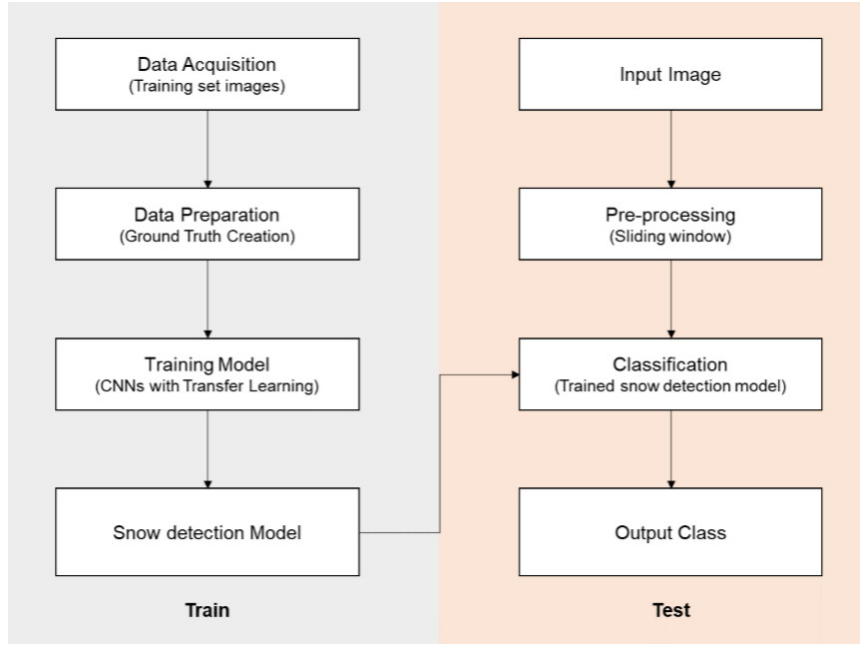 Data Acquisition
(Training set images)
Data Preparation
(Ground Truth Creation)
Training Model
(CNNs with Transfer Learning)
Snow detection Model
Train
Input Image
Pre-processing
(Sliding window)
Classification
(Trained snow detection model)
Output Class
Test